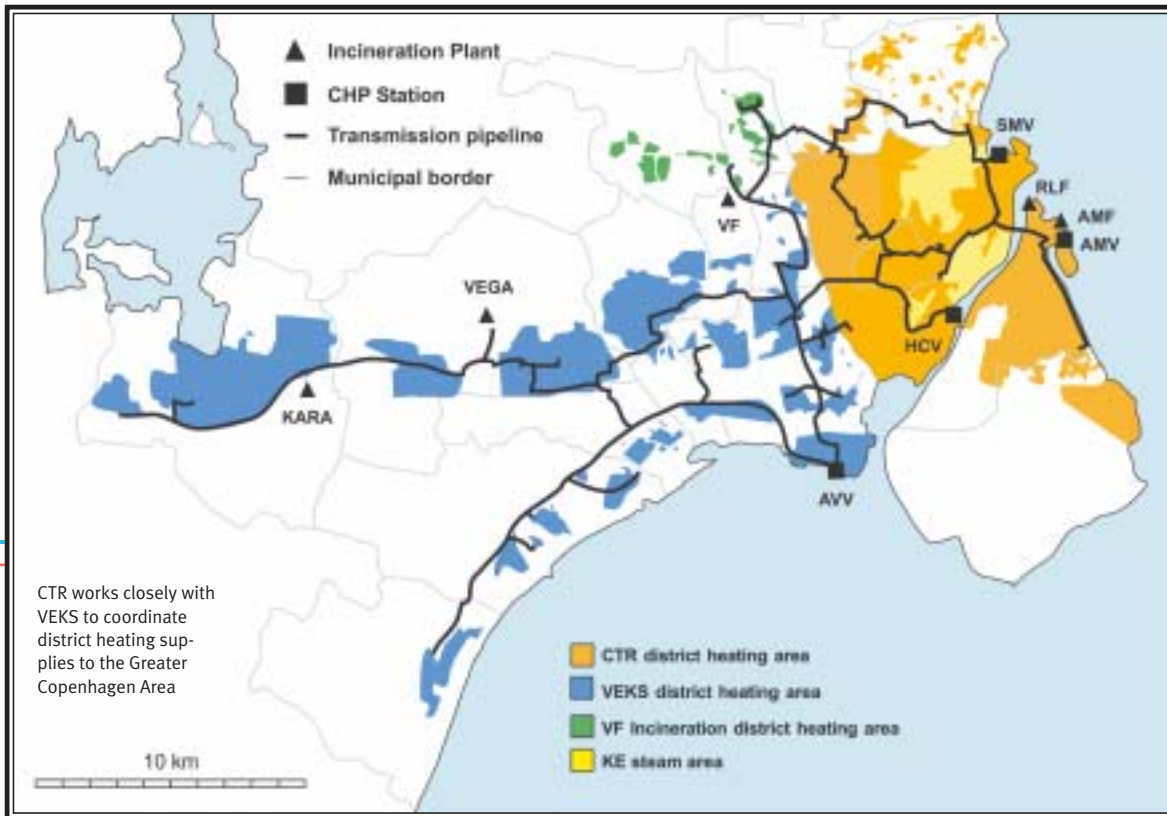 Incineration Plant
CHP Station
Transmission pipeline
Municipal border
SMV
RLF
AMF
AMV
VF
VEGA
HCV
KARA
AVV
CTR works closely with
VEKS to coordinate
district heating sup-
plies to the Greater
Copenhagen Area
CTR district heating area
VEKS district heating area
VF Incineration district heating area
KE steam area
10 km